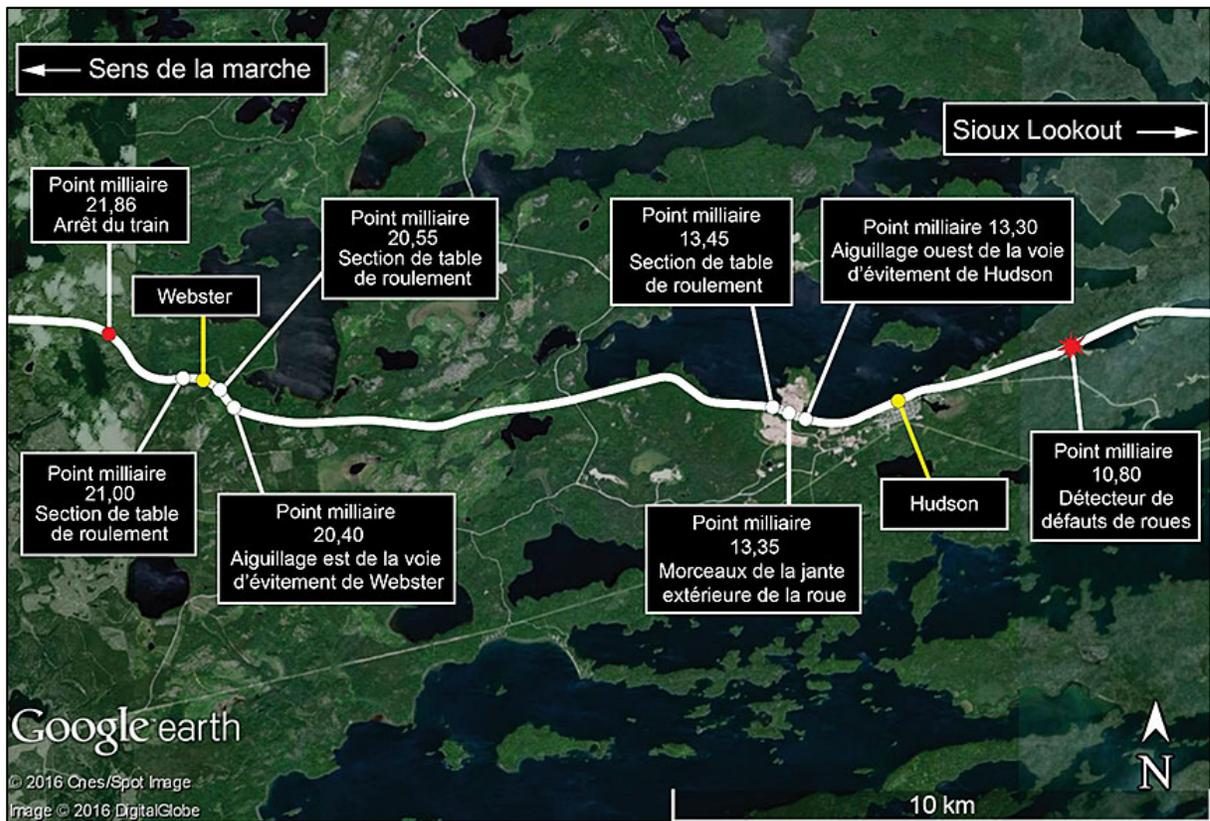 Sens de la marche
Sioux Lookout
Point milliaire
21,86
Arrêt du train
Webster
Point milliaire
20,55
Section de table
de roulement
Point milliaire
13,45
Section de table
de roulement
Point milliaire 13,30
Aiguillage ouest de la voie
d’évitement de Hudson
Point milliaire
21,00
Section de table
de roulement
Point milliaire
20,40
Aiguillage est de la voie
d’évitement de Webster
Point milliaire
13,35
Morceaux de la jante
extérieure de la roue
Hudson
Point milliaire
10,80
Détecteur de
défauts de roues
Google earth
© 2016 Cnes/Spot Image
Image © 2016 DigitalGlobe
10 km
N